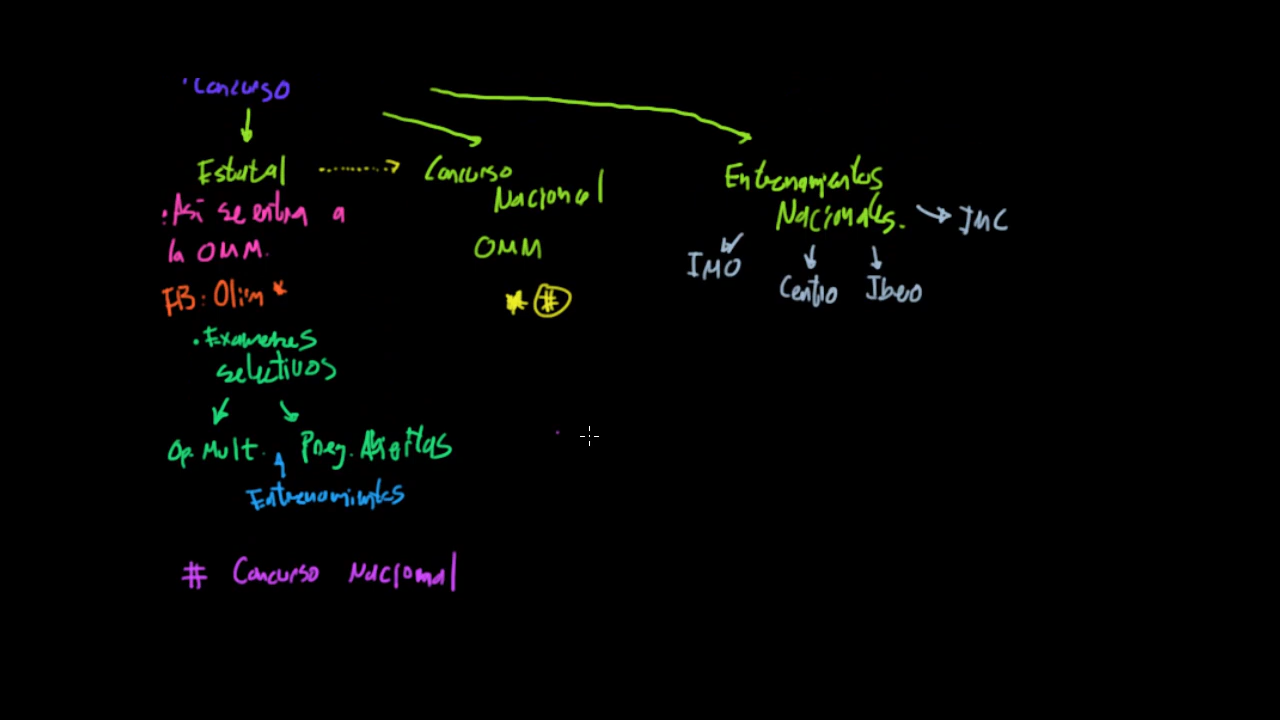 · Concurso
Estatal
Concurso
Nacional
Entrenamientos
Nacionales.
JMC
· Así se entra a
la OMM.
OMM
IMO
Centro
Ibero
FB: Olim *
* #
· Examenes
selectivos
Op. Mult.
Preg. Abiertas
Entrenamientos
# Concurso Nacional